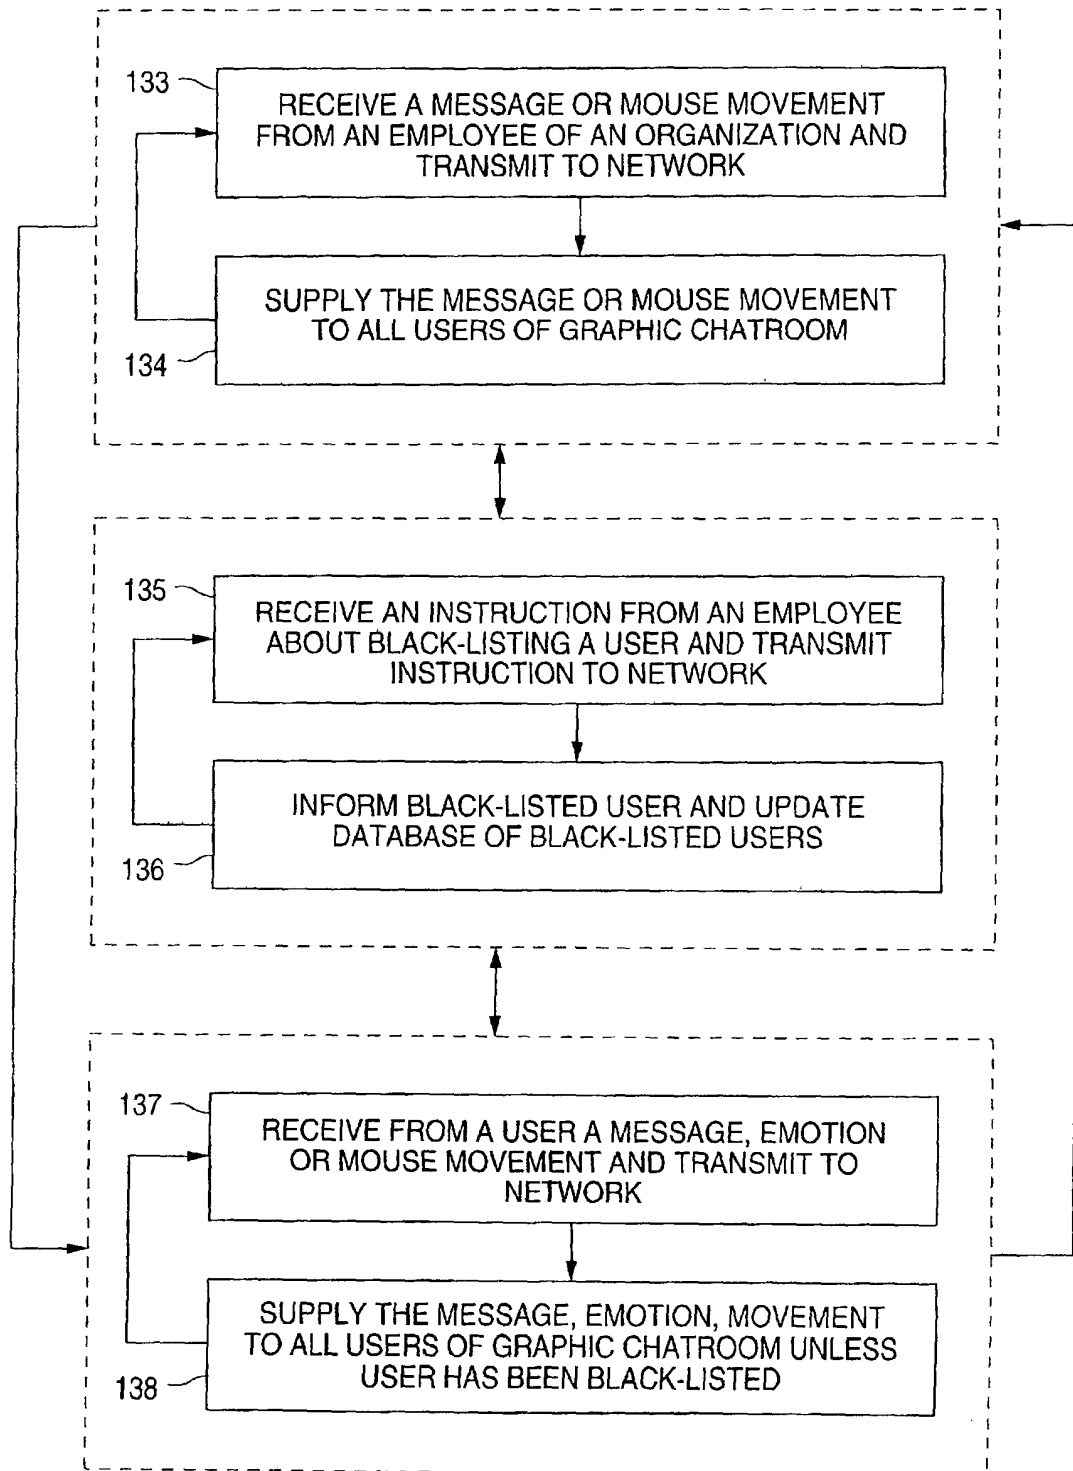 133
RECEIVE A MESSAGE OR MOUSE MOVEMENT
FROM AN EMPLOYEE OF AN ORGANIZATION AND
TRANSMIT TO NETWORK
SUPPLY THE MESSAGE OR MOUSE MOVEMENT
TO ALL USERS OF GRAPHIC CHATROOM
134
135
RECEIVE AN INSTRUCTION FROM AN EMPLOYEE
ABOUT BLACK-LISTING A USER AND TRANSMIT
INSTRUCTION TO NETWORK
INFORM BLACK-LISTED USER AND UPDATE
DATABASE OF BLACK-LISTED USERS
136
137
RECEIVE FROM A USER A MESSAGE, EMOTION
OR MOUSE MOVEMENT AND TRANSMIT TO
NETWORK
SUPPLY THE MESSAGE, EMOTION, MOVEMENT
TO ALL USERS OF GRAPHIC CHATROOM UNLESS
USER HAS BEEN BLACK-LISTED
138